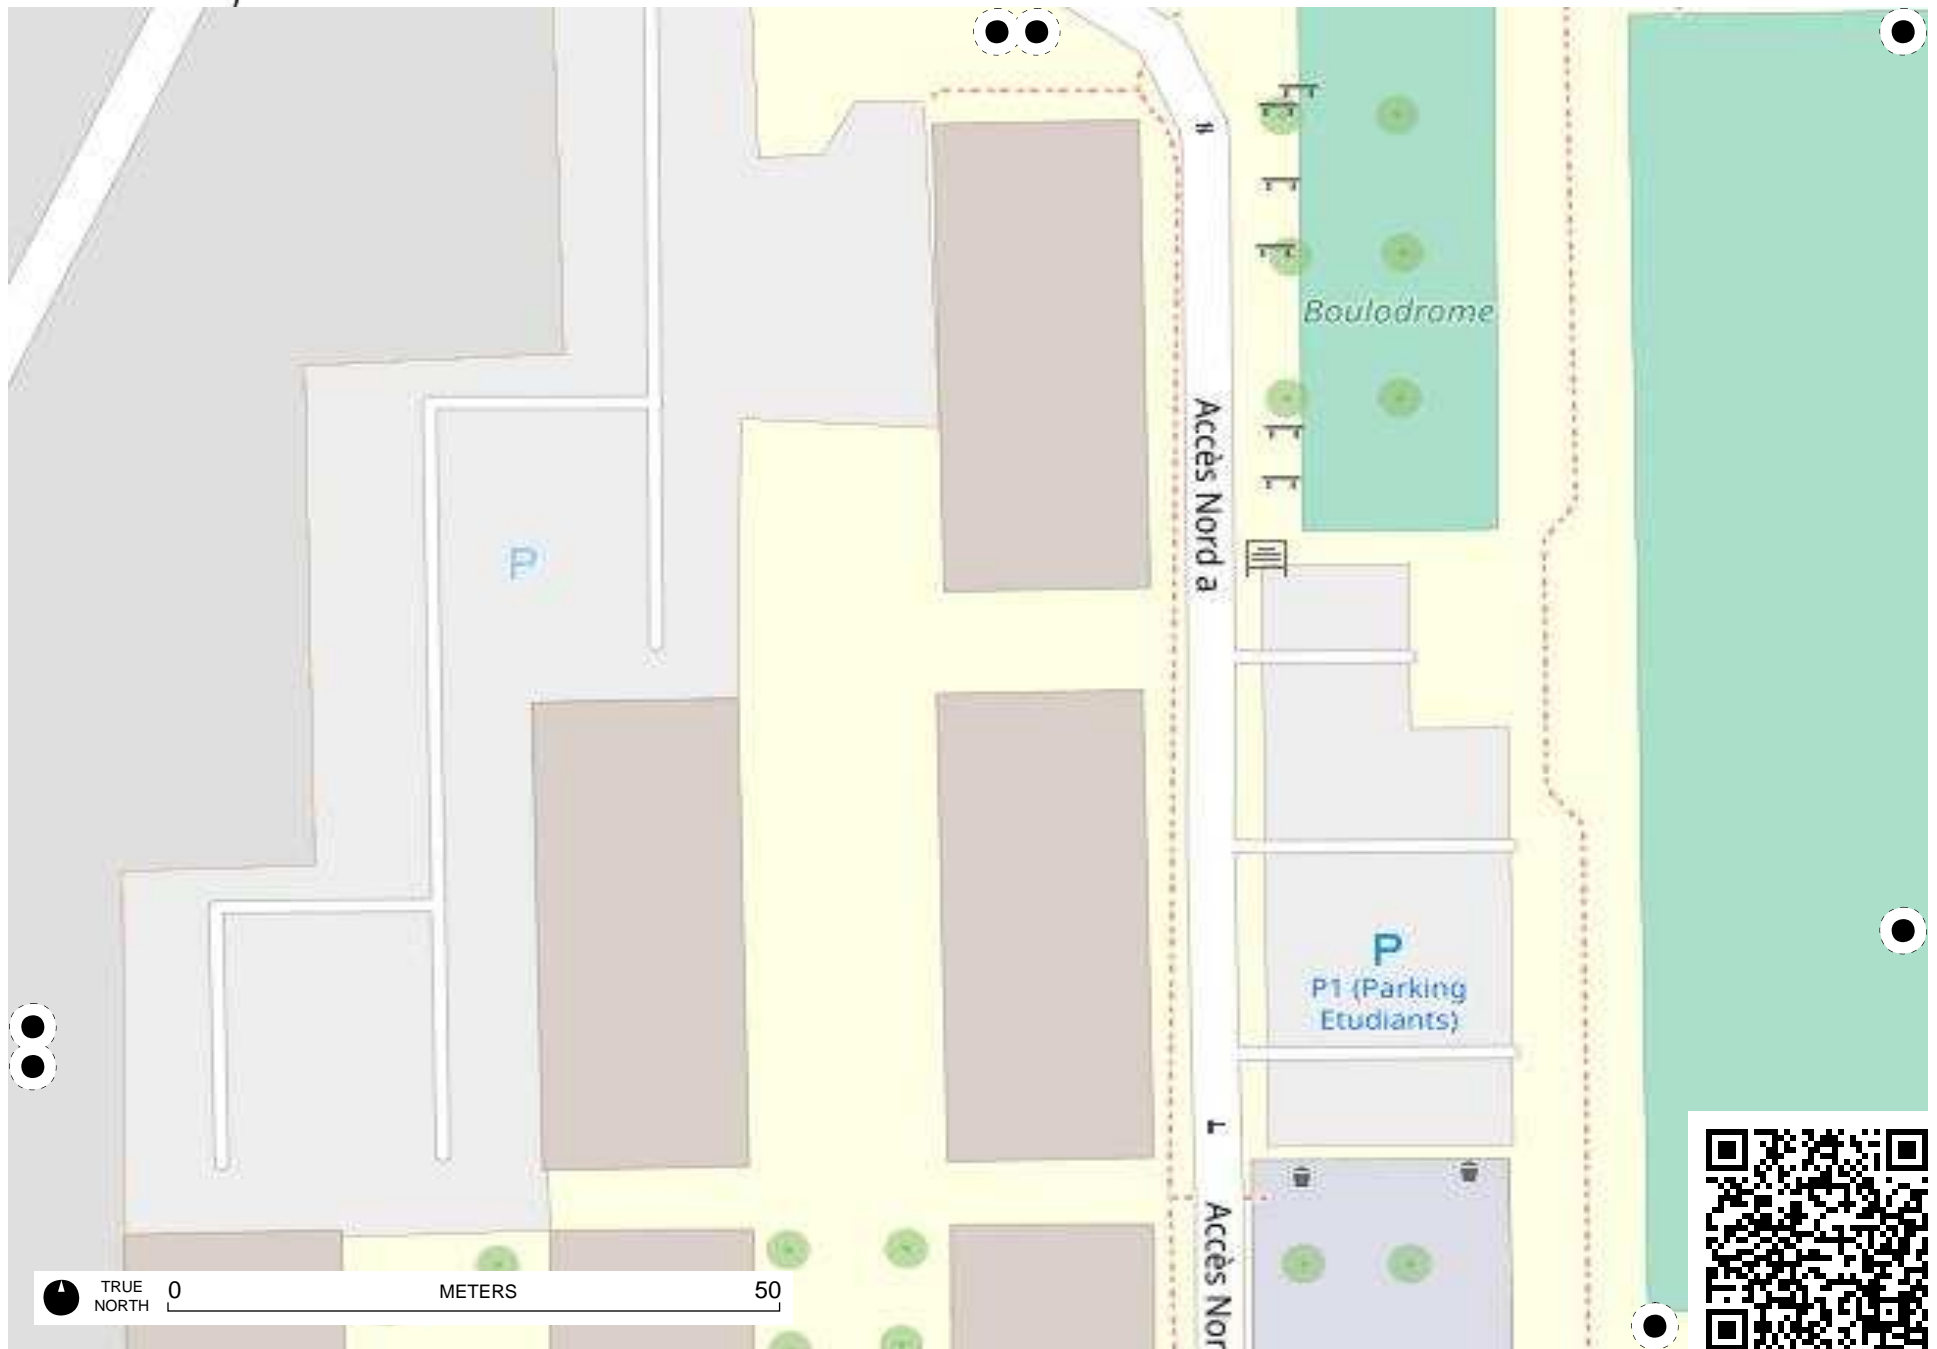 Boulodrome
Accès Nord a
P
P
P1 (Parking
Etudiants)
Accès Nor
TRUE
NORTH
0
METERS
50